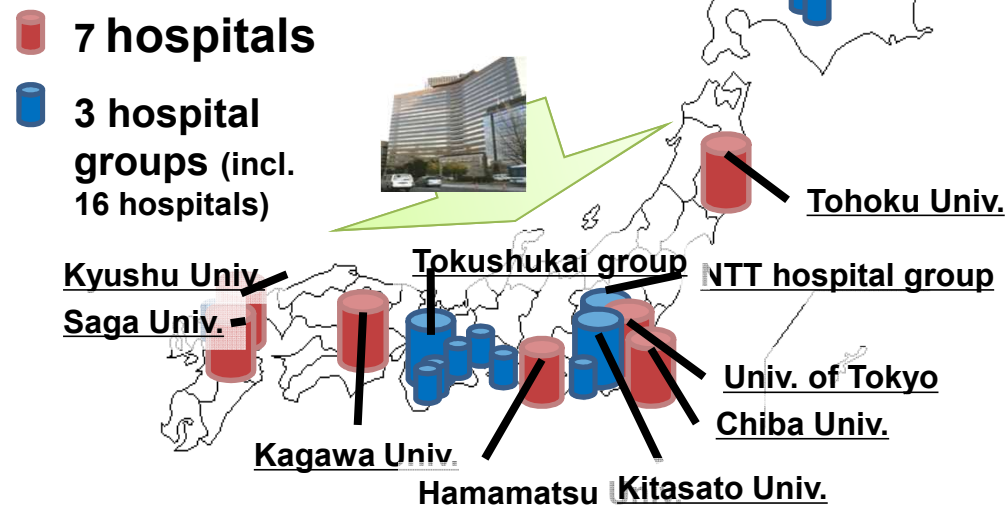 7 hospitals
3 hospital
groups (incl.
16 hospitals)
Tohoku Univ.
Tokushukai group
NTT hospital group
Kyushu Univ.
Saga Univ.
Univ. of Tokyo
Chiba Univ.
Kagawa Univ.
Hamamatsu
Kitasato Univ.